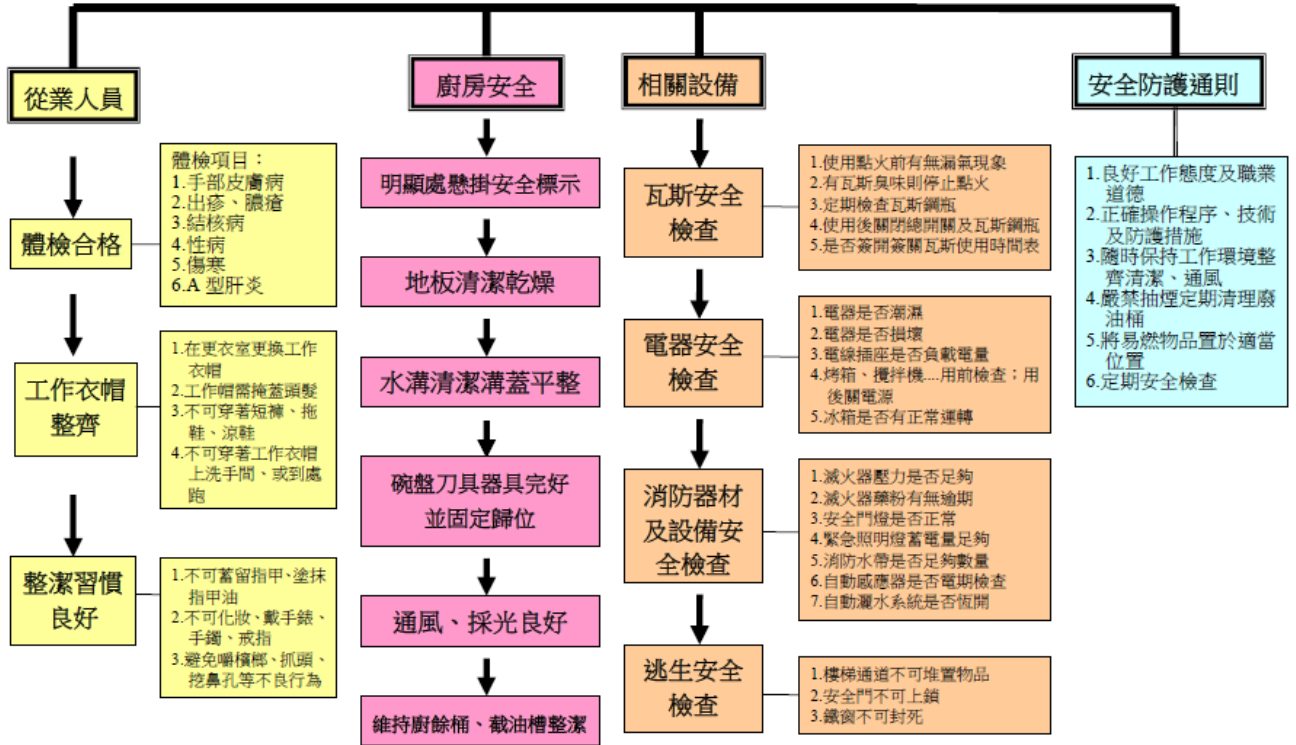 從業人員
體檢合格
體檢項目：
1.手部皮膚病
2.出疹、膿瘡
3.結核病
4.性病
5.傷寒
6.A 型肝炎
工作衣帽
整齊
1.在更衣室更換工作
衣帽
2.工作帽需掩蓋頭髮
3.不可穿著短褲、拖
鞋、涼鞋
4.不可穿著工作衣帽
上洗手間、或到處
跑
整潔習慣
良好
1.不可蓄留指甲、塗抹
指甲油
2.不可化妝、戴手錶、
手鐲、戒指
3.避免嚼檳榔、抓頭、
挖鼻孔等不良行為
廚房安全
明顯處懸掛安全標示
地板清潔乾燥
水溝清潔溝蓋平整
碗盤刀具器具完好
並固定歸位
通風、採光良好
維持廚餘桶、截油槽整潔
相關設備
瓦斯安全
檢查
1.使用點火前有無漏氣現象
2.有瓦斯臭味則停止點火
3.定期檢查瓦斯鋼瓶
4.使用後關閉總開關及瓦斯鋼瓶
5.是否簽開簽關瓦斯使用時間表
電器安全
檢查
1.電器是否潮濕
2.電器是否損壞
3.電線插座是否負載電量
4.烤箱、攪拌機....用前檢查；用
後關電源
5.冰箱是否有正常運轉
消防器材
及設備安
全檢查
1.滅火器壓力是否足夠
2.滅火器藥粉有無逾期
3.安全門燈是否正常
4.緊急照明燈蓄電量足夠
5.消防水帶是否足夠數量
6.自動感應器是否電期檢查
7.自動灑水系統是否恆開
逃生安全
檢查
1.樓梯通道不可堆置物品
2.安全門不可上鎖
3.鐵窗不可封死
安全防護通則
1.良好工作態度及職業
道德
2.正確操作程序、技術
及防護措施
3.隨時保持工作環境整
齊清潔、通風
4.嚴禁抽煙定期清理廢
油桶
5.將易燃物品置於適當
位置
6.定期安全檢查